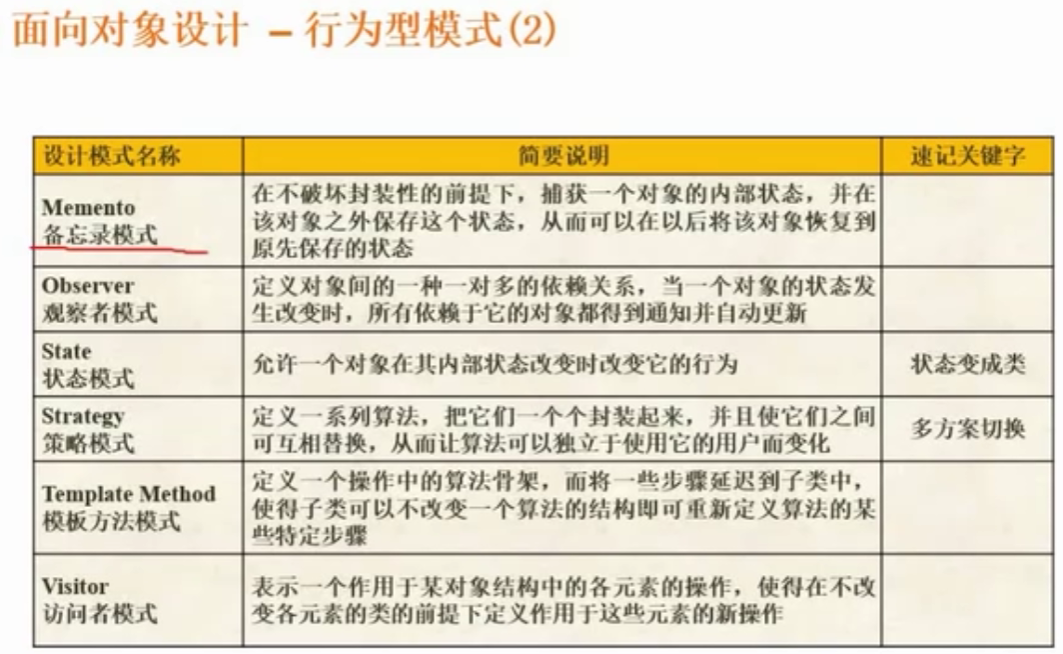 面向对象设计 – 行为型模式(2)
设计模式名称
简要说明
速记关键字
Memento
备忘录模式
在不破坏封装性的前提下，捕获一个对象的内部状态，并在
该对象之外保存这个状态，从而可以在以后将该对象恢复到
原先保存的状态
Observer
观察者模式
定义对象间的一种一对多的依赖关系，当一个对象的状态发
生改变时，所有依赖于它的对象都得到通知并自动更新
State
状态模式
允许一个对象在其内部状态改变时改变它的行为
状态变成类
Strategy
策略模式
定义一系列算法，把它们一个个封装起来，并且使它们之间
可互相替换，从而让算法可以独立于使用它的用户而变化
多方案切换
Template Method
模板方法模式
定义一个操作中的算法骨架，而将一些步骤延迟到子类中，
使得子类可以不改变一个算法的结构即可重新定义算法的某
些特定步骤
Visitor
访问者模式
表示一个作用于某对象结构中的各元素的操作，使得在不改
变各元素的类的前提下定义作用于这些元素的新操作